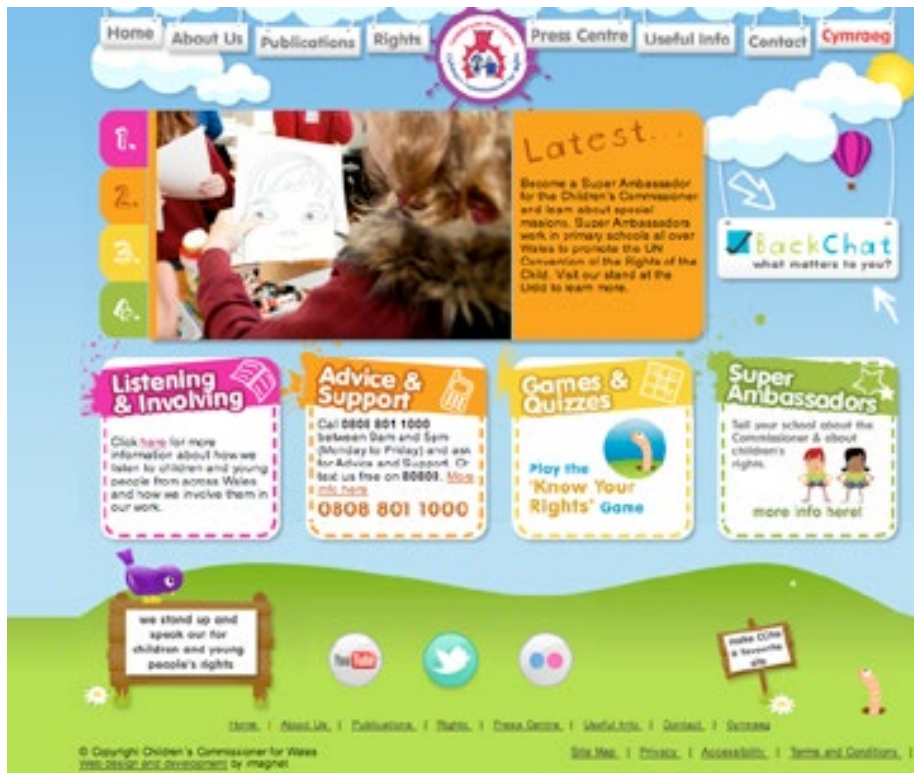 Home About Us Publications Rights Press Centre Useful Info Contact Cymraeg
1.
2.
3.
4.
Latest...
Become a Super Ambassador
for the Children's Commissioner
and learn about special
missions. Super Ambassadors
work in primary schools all over
Wales to promote the UN
Convention of the Rights of the
Child. Visit our stand at the
Urdd to learn more.
BackChat
what matters to you?
Listening
& Involving
Click here for more
information about how we
listen to children and young
people from across Wales
and how we involve them in
our work.
Advice &
Support
Call 0808 801 1000
between 9am and 5pm
(Monday to Friday) and ask
for Advice and Support. Or
text us free on 80800. More
info here
0808 801 1000
Games &
Quizzes
Play the
'Know Your
Rights' Game
Super
Ambassadors
Tell your school about the
Commissioner & about
children's
rights.
more info here!
we stand up and
speak out for
children and young
people's rights
YouTube
make
a favourite
site
Home | About Us | Publications | Rights | Press Centre | Useful Info | Contact | Cymraeg
© Copyright Children's Commissioner for Wales
Web design and development by imaginet
Site Map | Privacy | Accessibility | Terms and Conditions |